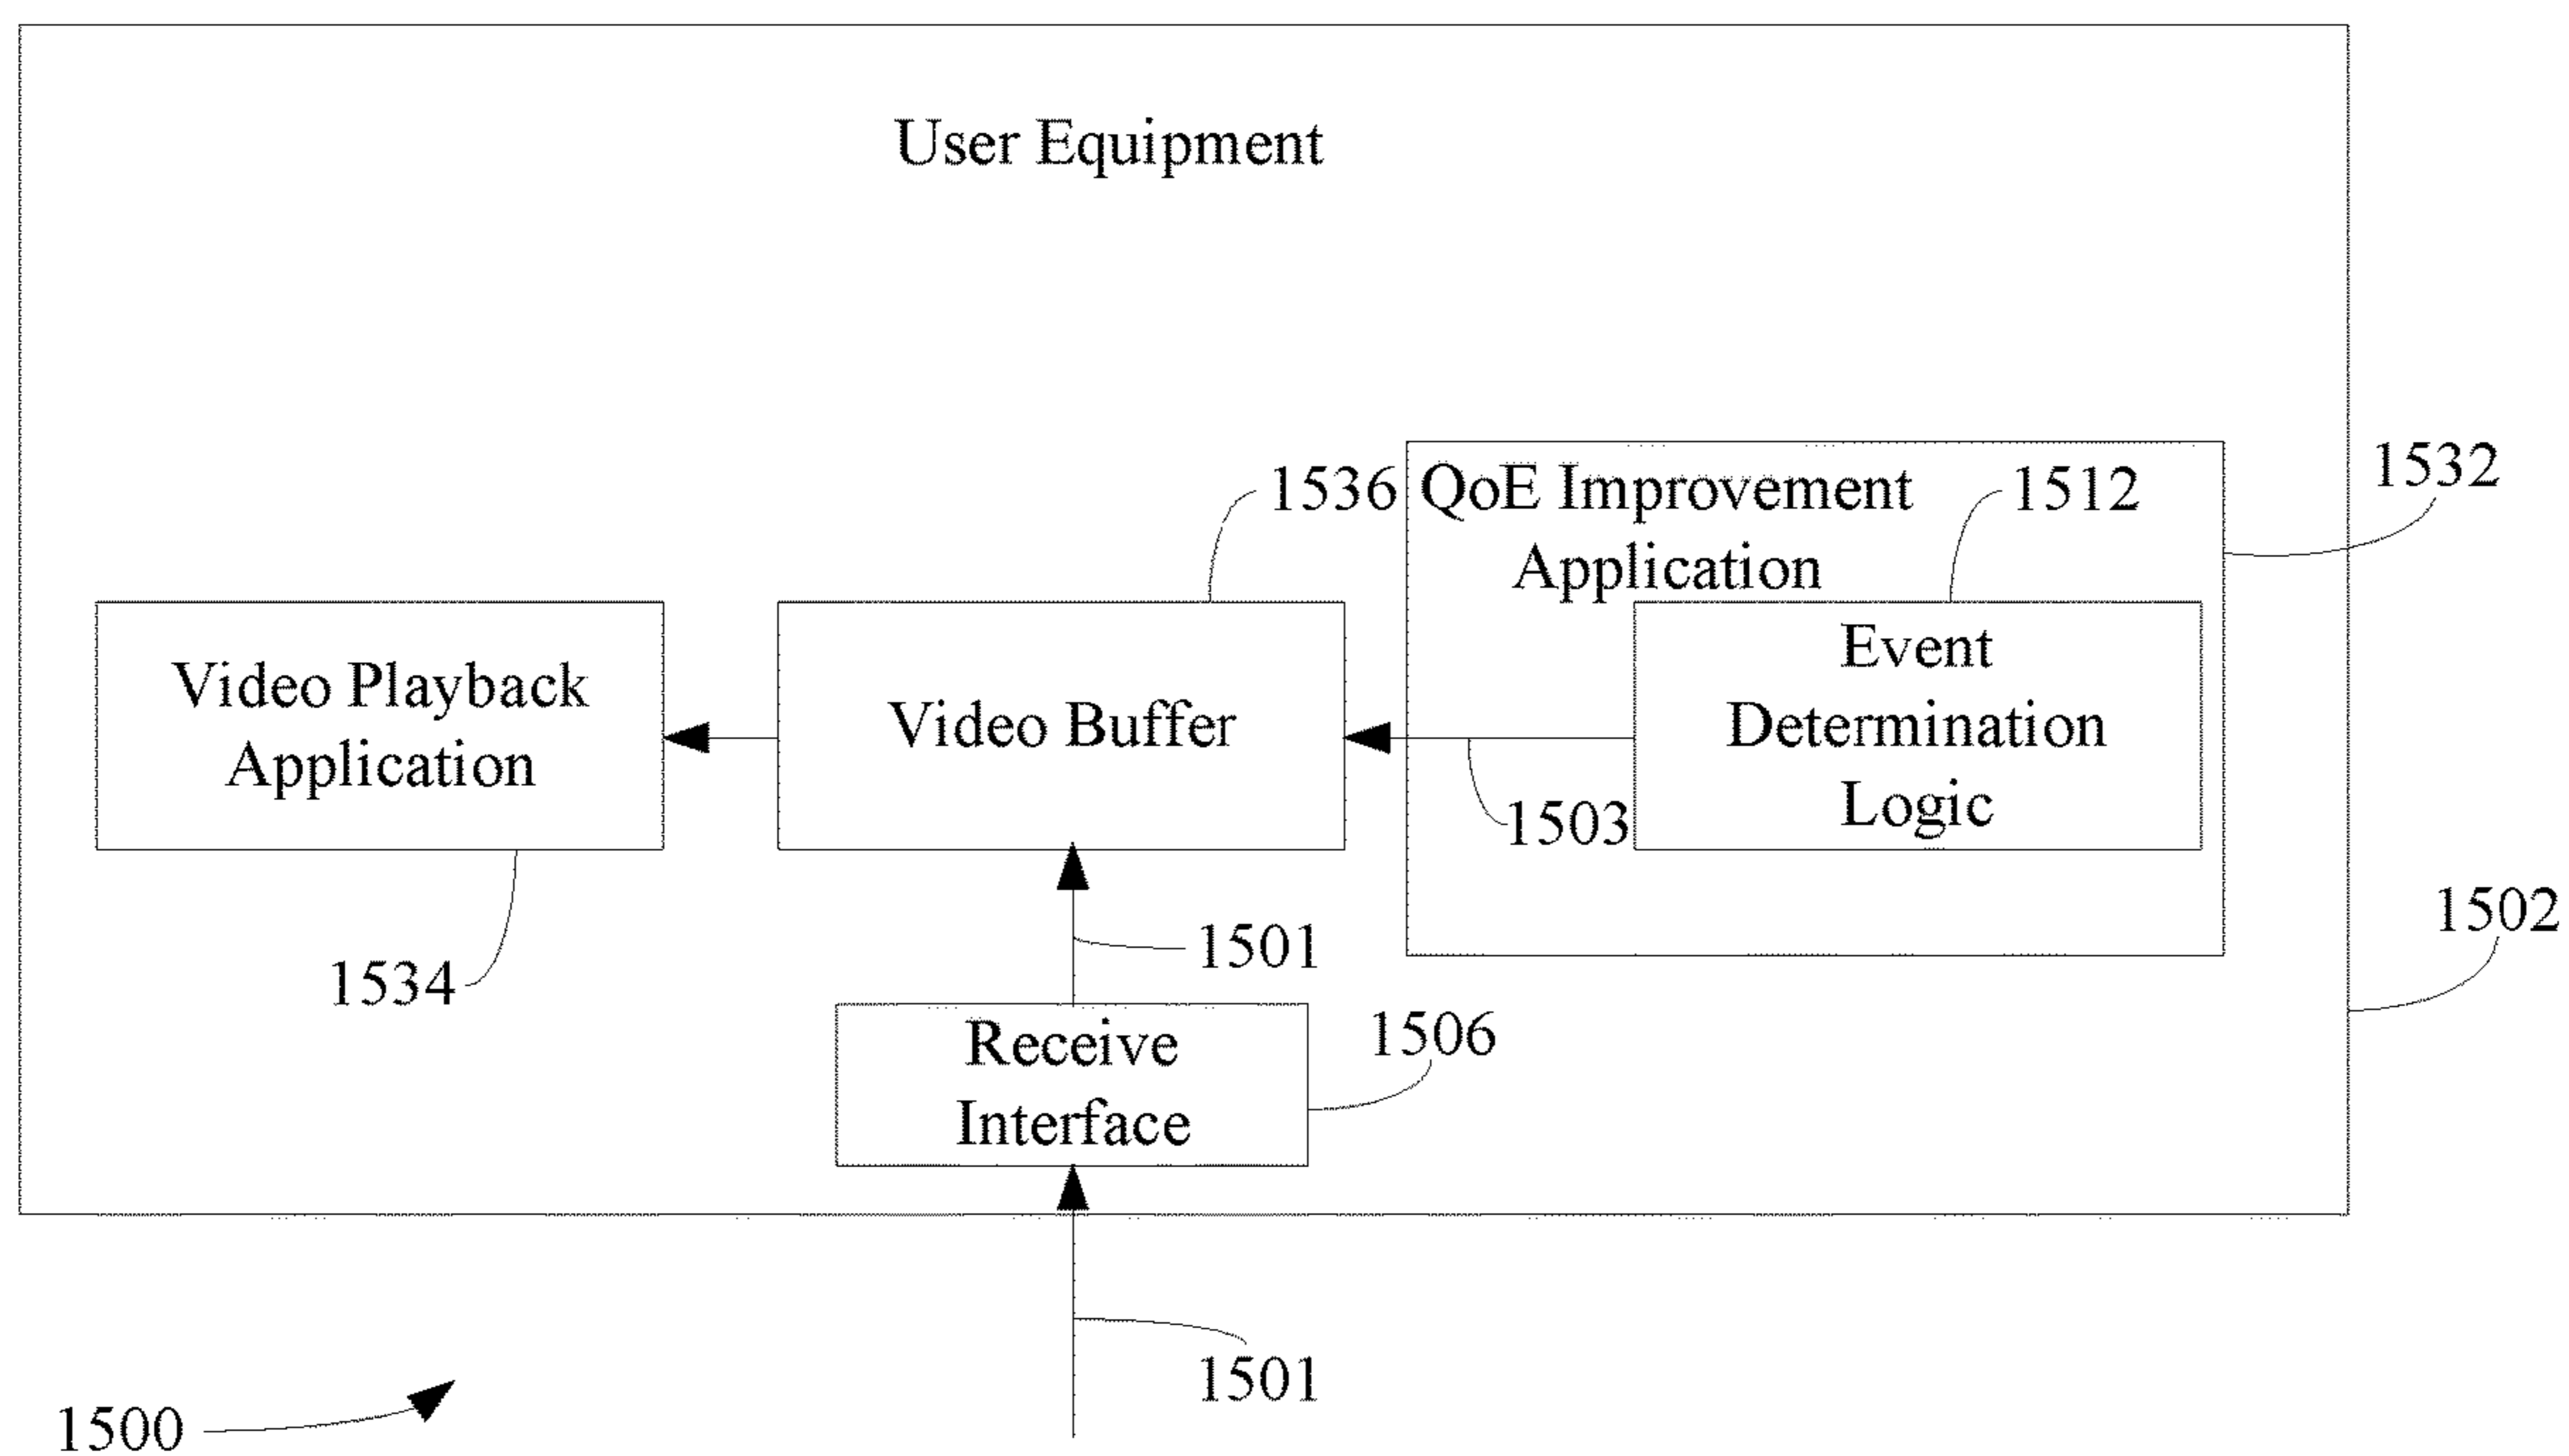 User Equipment
1532
1536
QoE Improvement
Application
1512
Video Playback
Application
Video Buffer
Event
Determination
Logic
1503
1502
1501
1534
Receive
Interface
1506
1501
1500